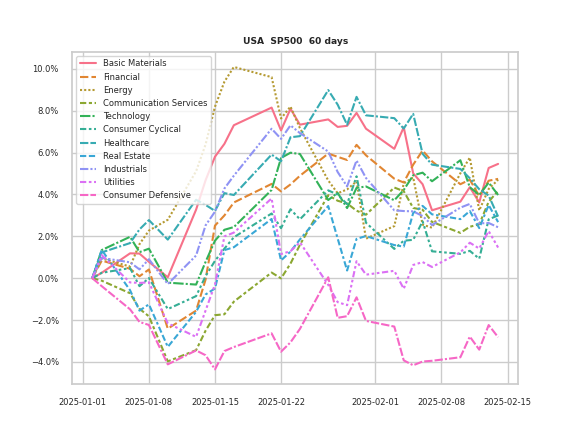 USA SP500 60 days
10.0%
8.0%
6.0%
4.0%
2.0%
0.0%
−2.0%
−4.0%
Basic Materials
Financial
Energy
Communication Services
Technology
Consumer Cyclical
Healthcare
Real Estate
Industrials
Utilities
Consumer Defensive
2025-01-01 2025-01-08 2025-01-15 2025-01-22 2025-02-01 2025-02-08 2025-02-15